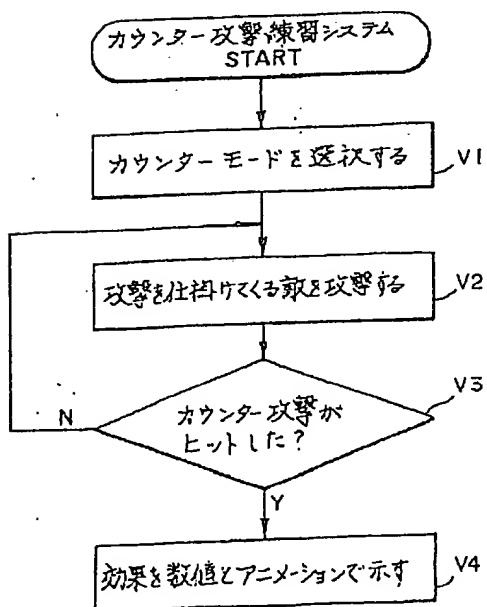 カウンター攻撃練習システム
START
カウンターモードを選択する
V1
攻撃を仕掛けてくる敵を攻撃する
V2
カウンター攻撃が
ヒットした?
V3
N
Y
効果を数値とアニメーションで示す
V4